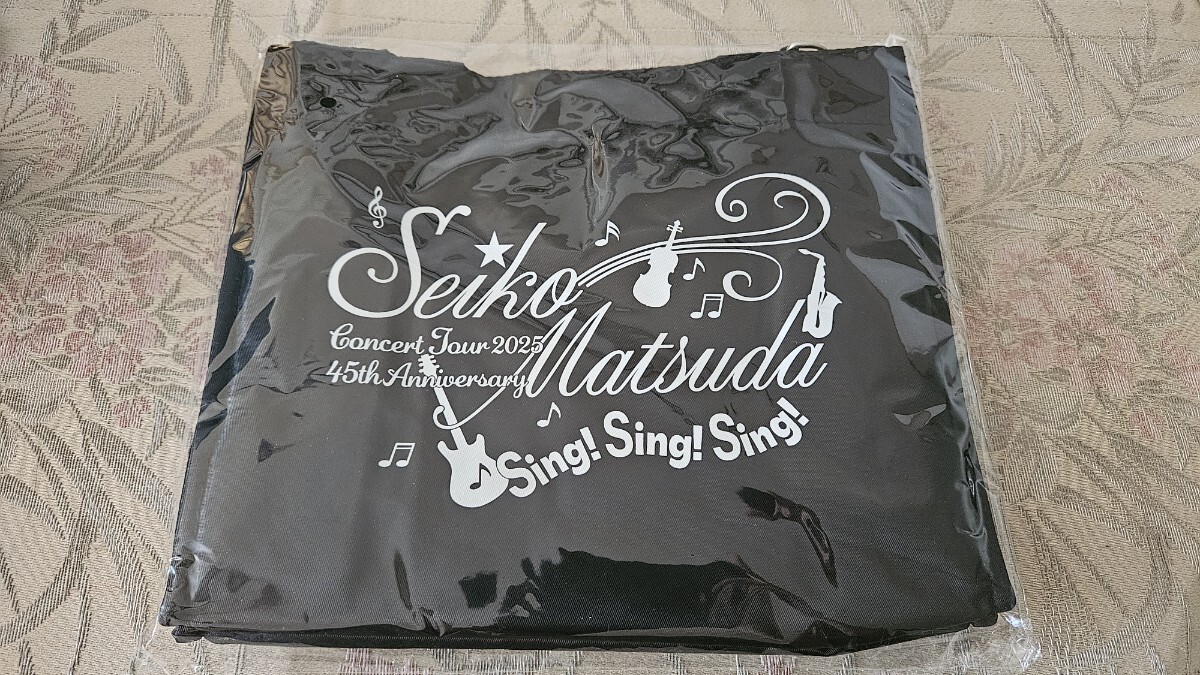 Seiko
Matsuda
Concert Tour 2025
45th Anniversary
Sing! Sing! Sing!